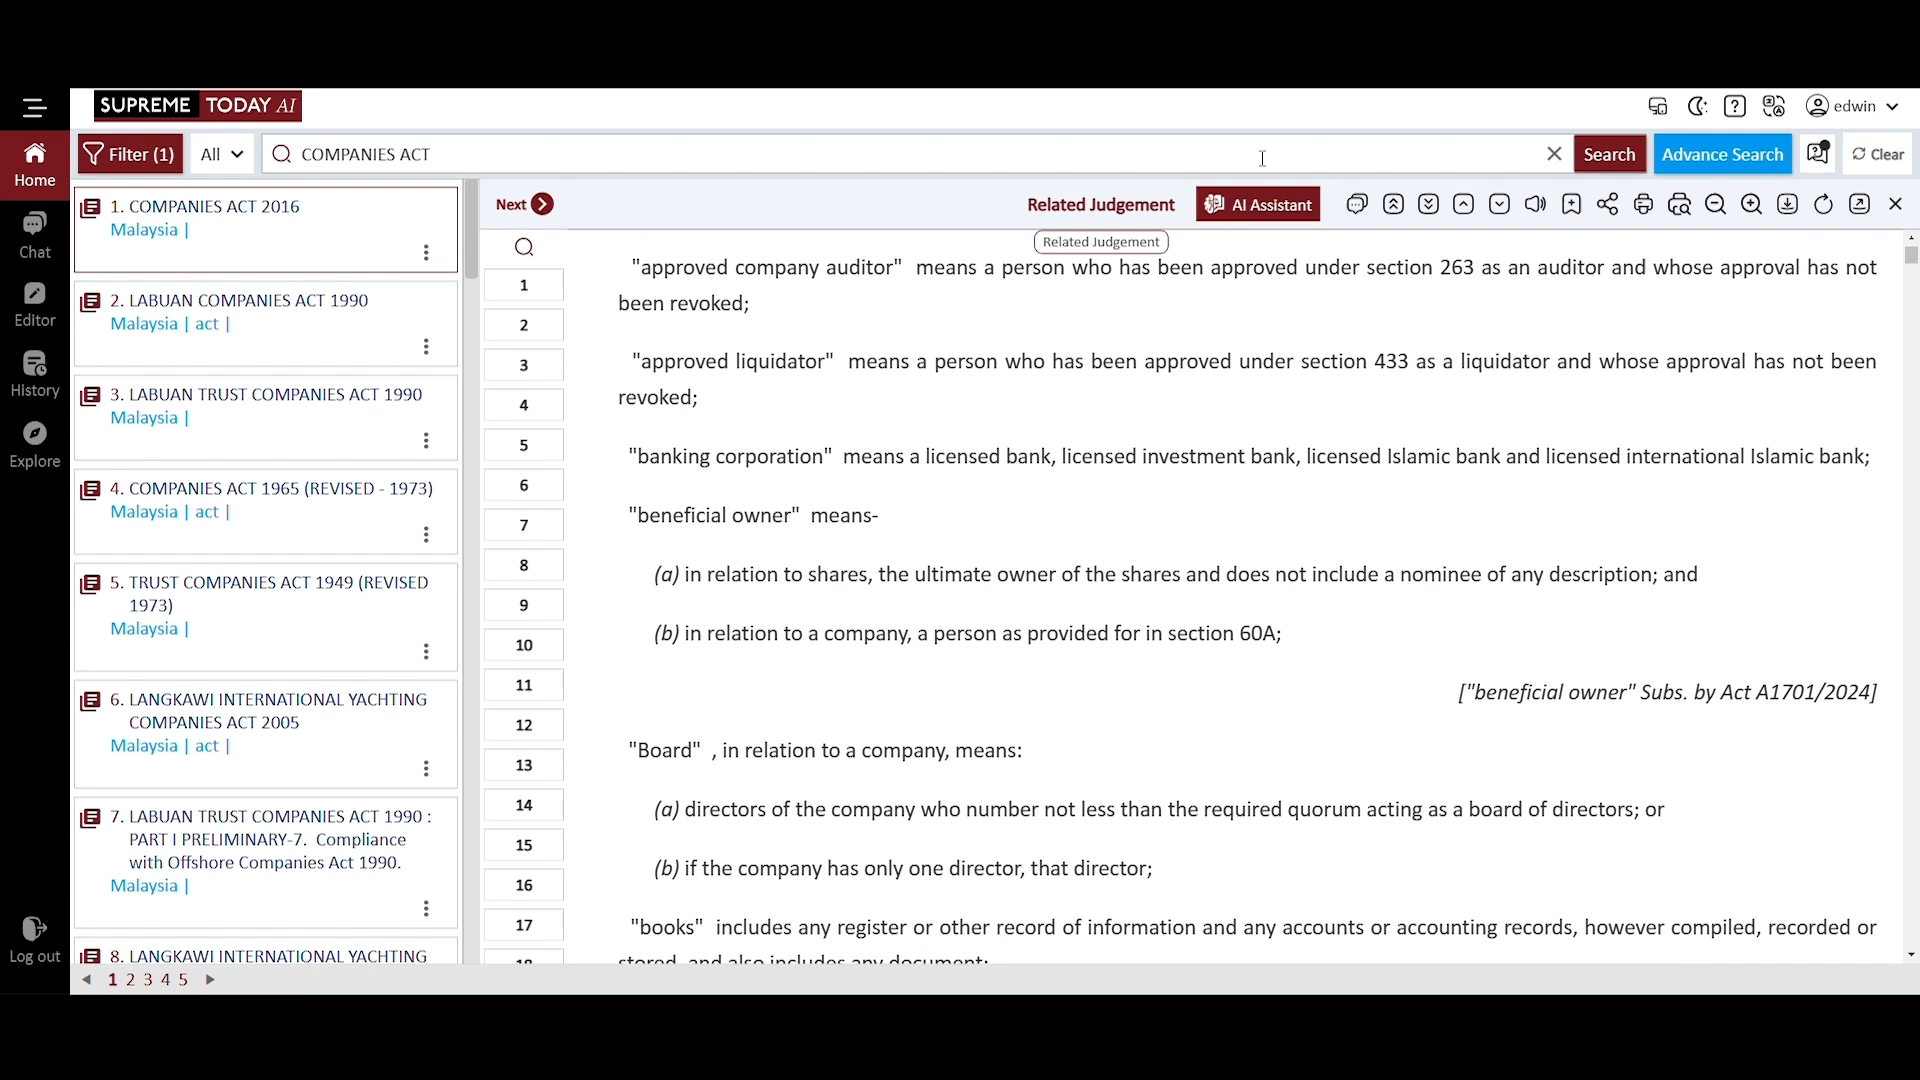 SUPREME TODAY AI
edwin
Filter (1)
All
COMPANIES ACT
Search
Advance Search
Clear
Home
Chat
Editor
History
Explore
Log out
1. COMPANIES ACT 2016
Malaysia |
2. LABUAN COMPANIES ACT 1990
Malaysia | act |
3. LABUAN TRUST COMPANIES ACT 1990
Malaysia |
4. COMPANIES ACT 1965 (REVISED - 1973)
Malaysia | act |
5. TRUST COMPANIES ACT 1949 (REVISED
1973)
Malaysia |
6. LANGKAWI INTERNATIONAL YACHTING
COMPANIES ACT 2005
Malaysia | act |
7. LABUAN TRUST COMPANIES ACT 1990 :
PART I PRELIMINARY-7. Compliance
with Offshore Companies Act 1990.
Malaysia |
8. LANGKAWI INTERNATIONAL YACHTING
1 2 3 4 5
Next
Related Judgement
AI Assistant
Related Judgement
1
2
3
4
5
6
7
8
9
10
11
12
13
14
15
16
17
18
"approved company auditor" means a person who has been approved under section 263 as an auditor and whose approval has not
been revoked;
"approved liquidator" means a person who has been approved under section 433 as a liquidator and whose approval has not been
revoked;
"banking corporation" means a licensed bank, licensed investment bank, licensed Islamic bank and licensed international Islamic bank;
"beneficial owner" means-
(a) in relation to shares, the ultimate owner of the shares and does not include a nominee of any description; and
(b) in relation to a company, a person as provided for in section 60A;
["beneficial owner" Subs. by Act A1701/2024]
"Board" , in relation to a company, means:
(a) directors of the company who number not less than the required quorum acting as a board of directors; or
(b) if the company has only one director, that director;
"books" includes any register or other record of information and any accounts or accounting records, however compiled, recorded or
stored, and also includes any document;